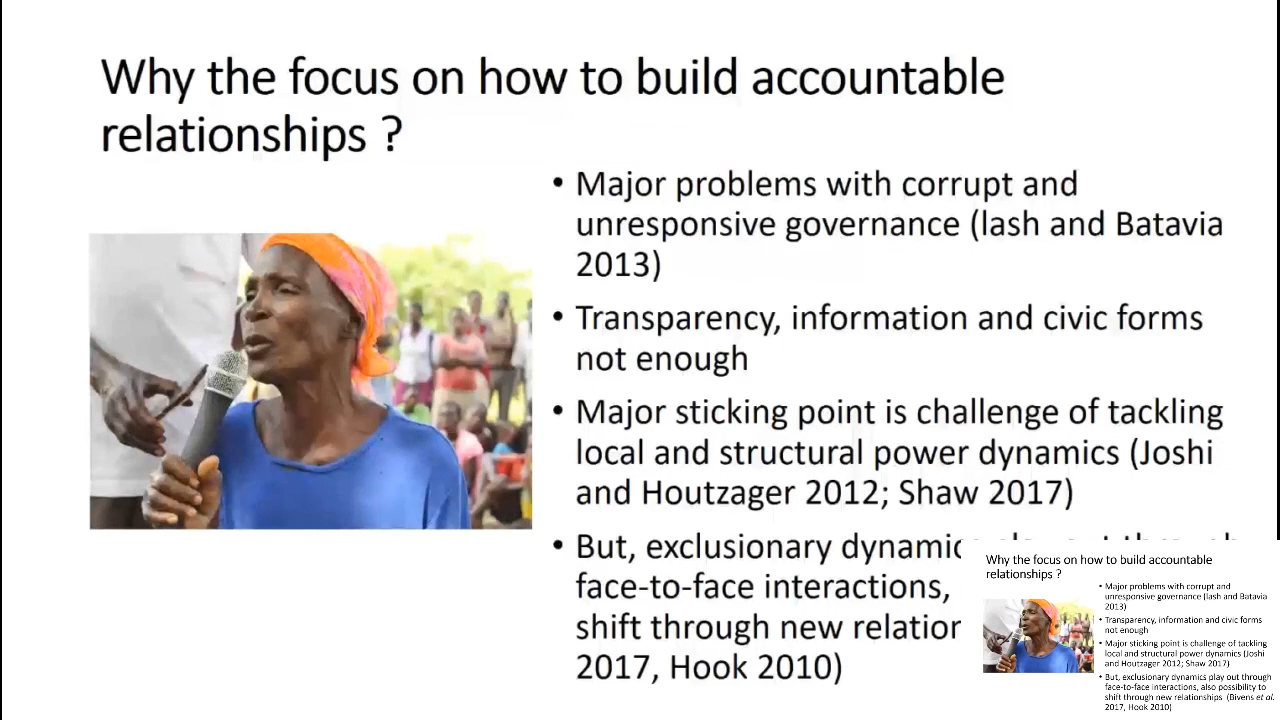 Why the focus on how to build accountable
relationships ?
• Major problems with corrupt and
unresponsive governance (lash and Batavia
2013)
• Transparency, information and civic forms
not enough
• Major sticking point is challenge of tackling
local and structural power dynamics (Joshi
and Houtzager 2012; Shaw 2017)
• But, exclusionary dynamic
face-to-face interactions,
shift through new relation
2017, Hook 2010)
Why the focus on how to build accountable
relationships ?
• Major problems with corrupt and
unresponsive governance (lash and Batavia
2013)
• Transparency, information and civic forms
not enough
• Major sticking point is challenge of tackling
local and structural power dynamics (Joshi
and Houtzager 2012; Shaw 2017)
• But, exclusionary dynamics play out through
face-to-face interactions, also possibility to
shift through new relationships (Bivens et al.
2017, Hook 2010)